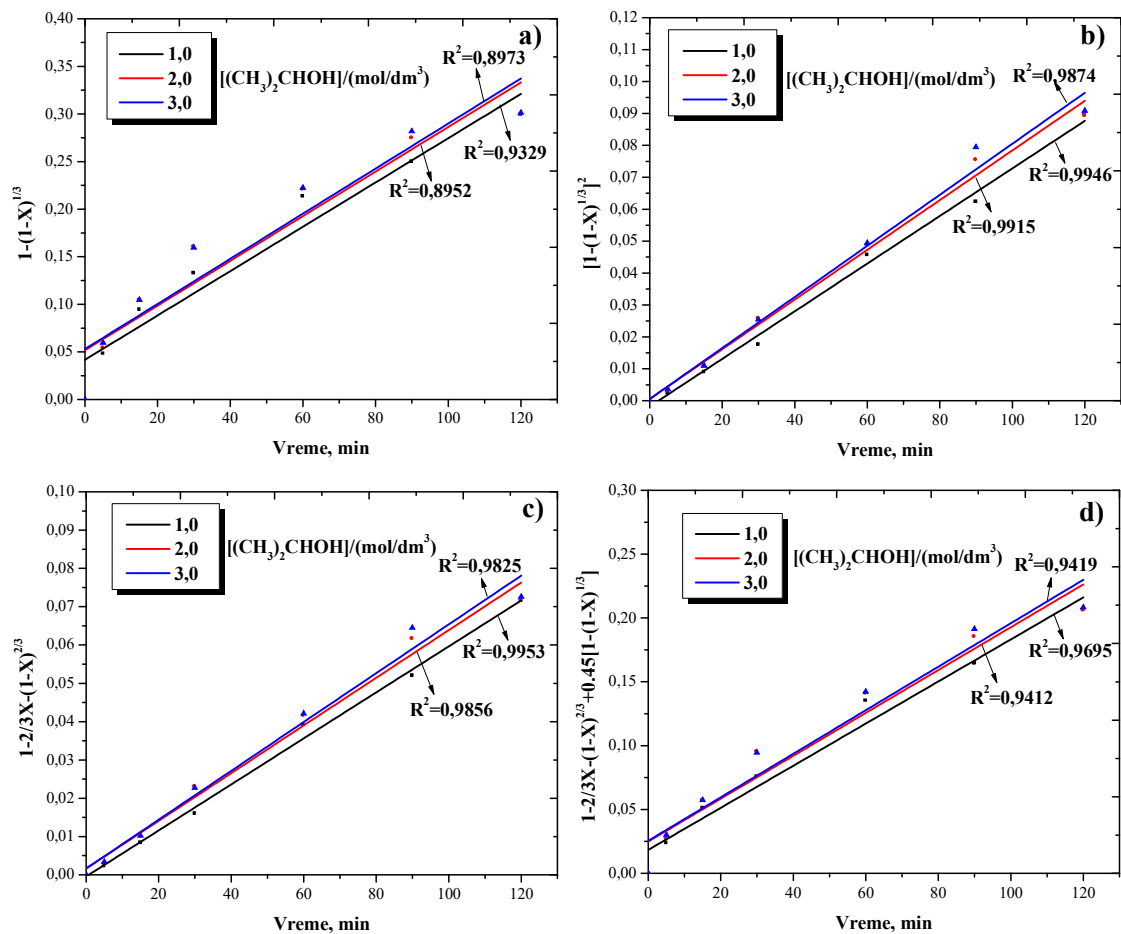 a)
1,0
2,0
3,0
[(CH3)2CHOH]/(mol/dm³)
R²=0,8973
R²=0,9329
R²=0,8952
0,40
0,35
0,30
0,25
0,20
0,15
0,10
0,05
0,00
1-(1-X)^1/3
0 20 40 60 80 100 120
Vreme, min
b)
1,0
2,0
3,0
[(CH3)2CHOH]/(mol/dm³)
R²=0,9874
R²=0,9946
R²=0,9915
0,12
0,11
0,10
0,09
0,08
0,07
0,06
0,05
0,04
0,03
0,02
0,01
0,00
[1-(1-X)^1/3]²
0 20 40 60 80 100 120
Vreme, min
c)
1,0
2,0
3,0
[(CH3)2CHOH]/(mol/dm³)
R²=0,9825
R²=0,9953
R²=0,9856
0,10
0,09
0,08
0,07
0,06
0,05
0,04
0,03
0,02
0,01
0,00
1-2/3X-(1-X)^2/3
0 20 40 60 80 100 120
Vreme, min
d)
1,0
2,0
3,0
[(CH3)2CHOH]/(mol/dm³)
R²=0,9419
R²=0,9695
R²=0,9412
0,30
0,25
0,20
0,15
0,10
0,05
0,00
1-2/3X-(1-X)^2/3+0.45[1-(1-X)^1/3]
0 20 40 60 80 100 120
Vreme, min